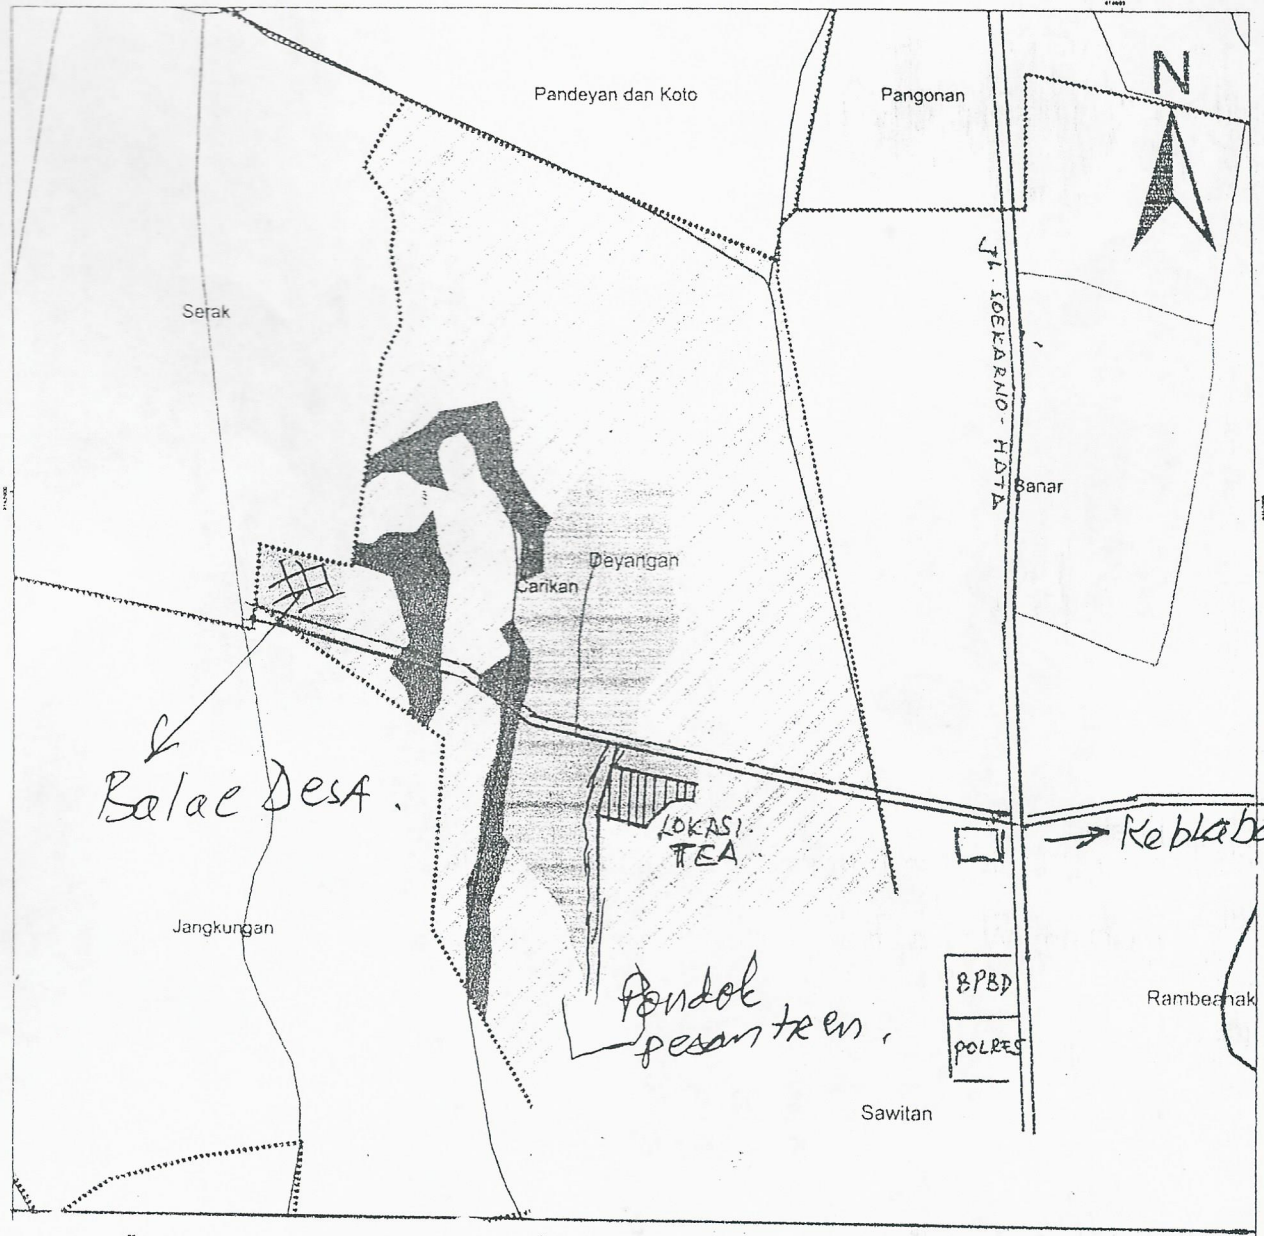 Pandeyan dan Koto
Pangonan
N
Serak
JL. SOEKARNO - HATA
Banar
Deyangan
Carikan
Balae Desa.
LOKASI
TEA
Jangkungan
Pondok
pesantren.
BPBD
POLRES
Rambeanak
Sawitan